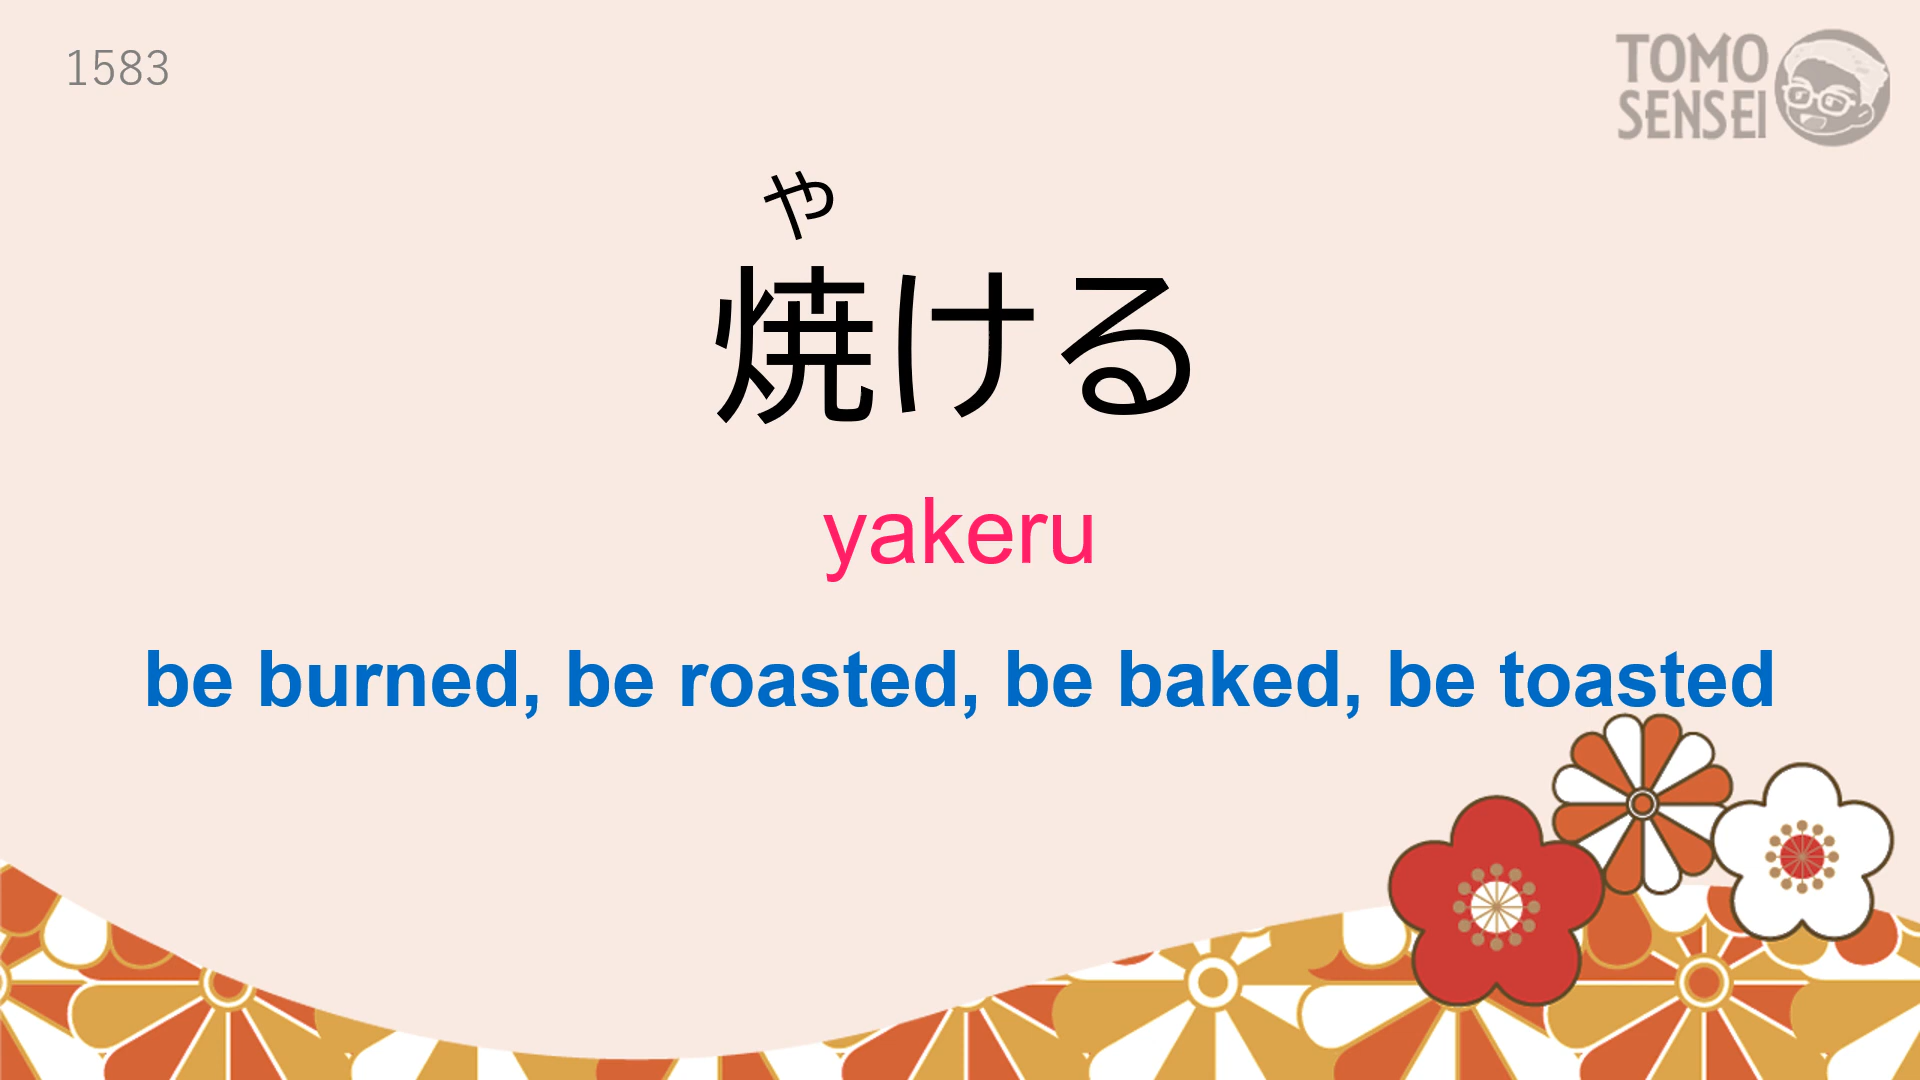 1583
TOMO
SENSEI
や
焼ける
yakeru
be burned, be roasted, be baked, be toasted